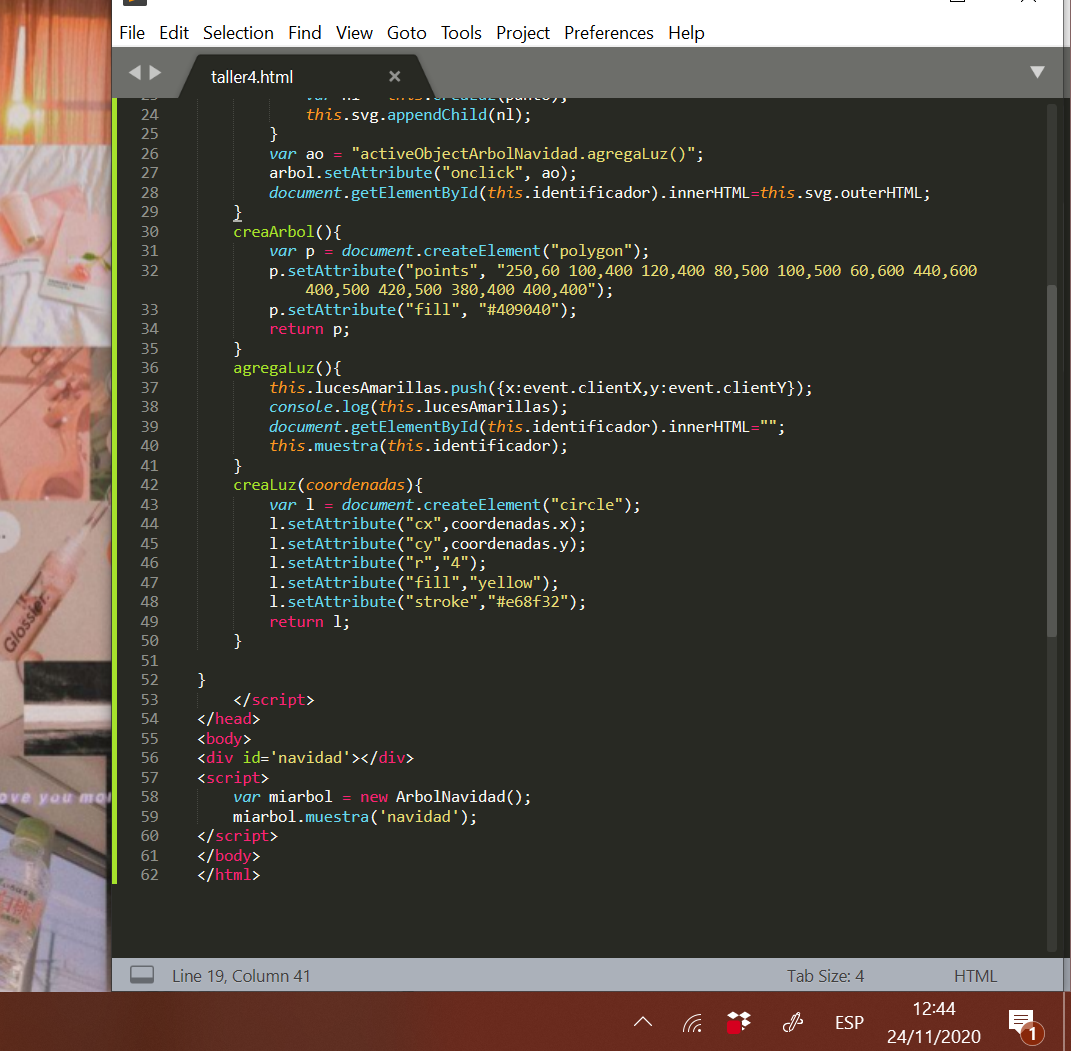 File Edit Selection Find View Goto Tools Project Preferences Help
taller4.html
24 this.svg.appendChild(nl);
25 }
26 var ao = "activeObjectArbolNavidad.agregaLuz()";
27 arbol.setAttribute("onclick", ao);
28 document.getElementById(this.identificador).innerHTML=this.svg.outerHTML;
29 }
30 creaArbol(){
31 var p = document.createElement("polygon");
32 p.setAttribute("points", "250,60 100,400 120,400 80,500 100,500 60,600 440,600
400,500 420,500 380,400 400,400");
33 p.setAttribute("fill", "#409040");
34 return p;
35 }
36 agregaLuz(){
37 this.lucesAmarillas.push({x:event.clientX,y:event.clientY});
38 console.log(this.lucesAmarillas);
39 document.getElementById(this.identificador).innerHTML="";
40 this.muestra(this.identificador);
41 }
42 creaLuz(coordenadas){
43 var l = document.createElement("circle");
44 l.setAttribute("cx",coordenadas.x);
45 l.setAttribute("cy",coordenadas.y);
46 l.setAttribute("r","4");
47 l.setAttribute("fill","yellow");
48 l.setAttribute("stroke","#e68f32");
49 return l;
50 }
51
52 }
53 </script>
54 </head>
55 <body>
56 <div id='navidad'></div>
57 <script>
58 var miarbol = new ArbolNavidad();
59 miarbol.muestra('navidad');
60 </script>
61 </body>
62 </html>
Glossier.
ove you
Line 19, Column 41
Tab Size: 4
HTML
ESP
12:44
24/11/2020
1